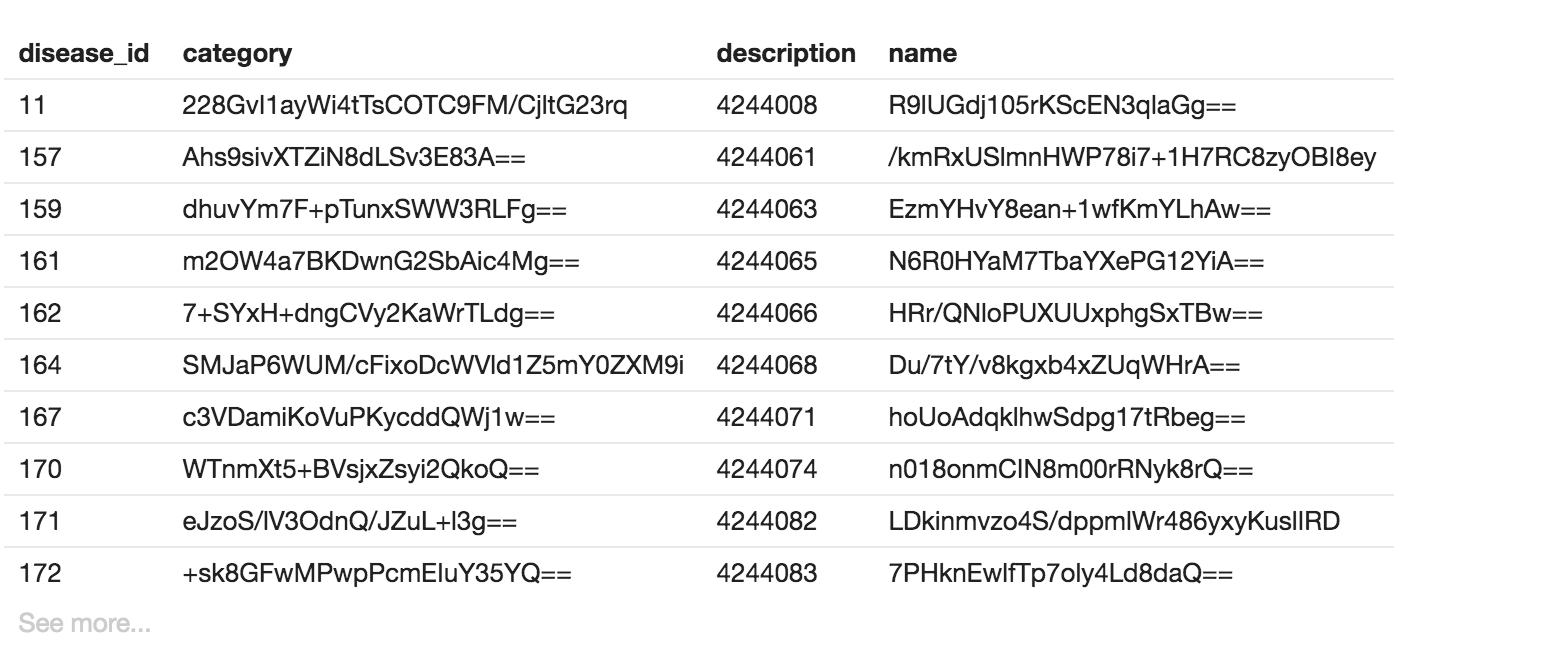 disease_id category description name
11 228Gvl1ayWi4tTsCOTC9FM/CjltG23rq 4244008 R9lUGdj105rKScEN3qlaGg==
157 Ahs9sivXTZiN8dLSv3E83A== 4244061 /kmRxUSlmnHWP78i7+1H7RC8zyOBI8ey
159 dhuvYm7F+pTunxSWW3RLFg== 4244063 EzmYHvY8ean+1wfKmYLhAw==
161 m2OW4a7BKDwnG2SbAic4Mg== 4244065 N6R0HYaM7TbaYXePG12YiA==
162 7+SYxH+dngCVy2KaWrTLdg== 4244066 HRr/QNloPUXUUxphgSxTBw==
164 SMJaP6WUM/cFixoDcWVld1Z5mY0ZXM9i 4244068 Du/7tY/v8kgxb4xZUqWHrA==
167 c3VDamiKoVuPKycddQWj1w== 4244071 hoUoAdqklhwSdpg17tRbeg==
170 WTnmXt5+BVsjxZsyi2QkoQ== 4244074 n018onmClN8m00rRNyk8rQ==
171 eJzoS/lV3OdnQ/JZuL+l3g== 4244082 LDkinmvzo4S/dppmlWr486yxyKusllRD
172 +sk8GFwMPwpPcmEluY35YQ== 4244083 7PHknEwlfTp7oly4Ld8daQ==
See more...